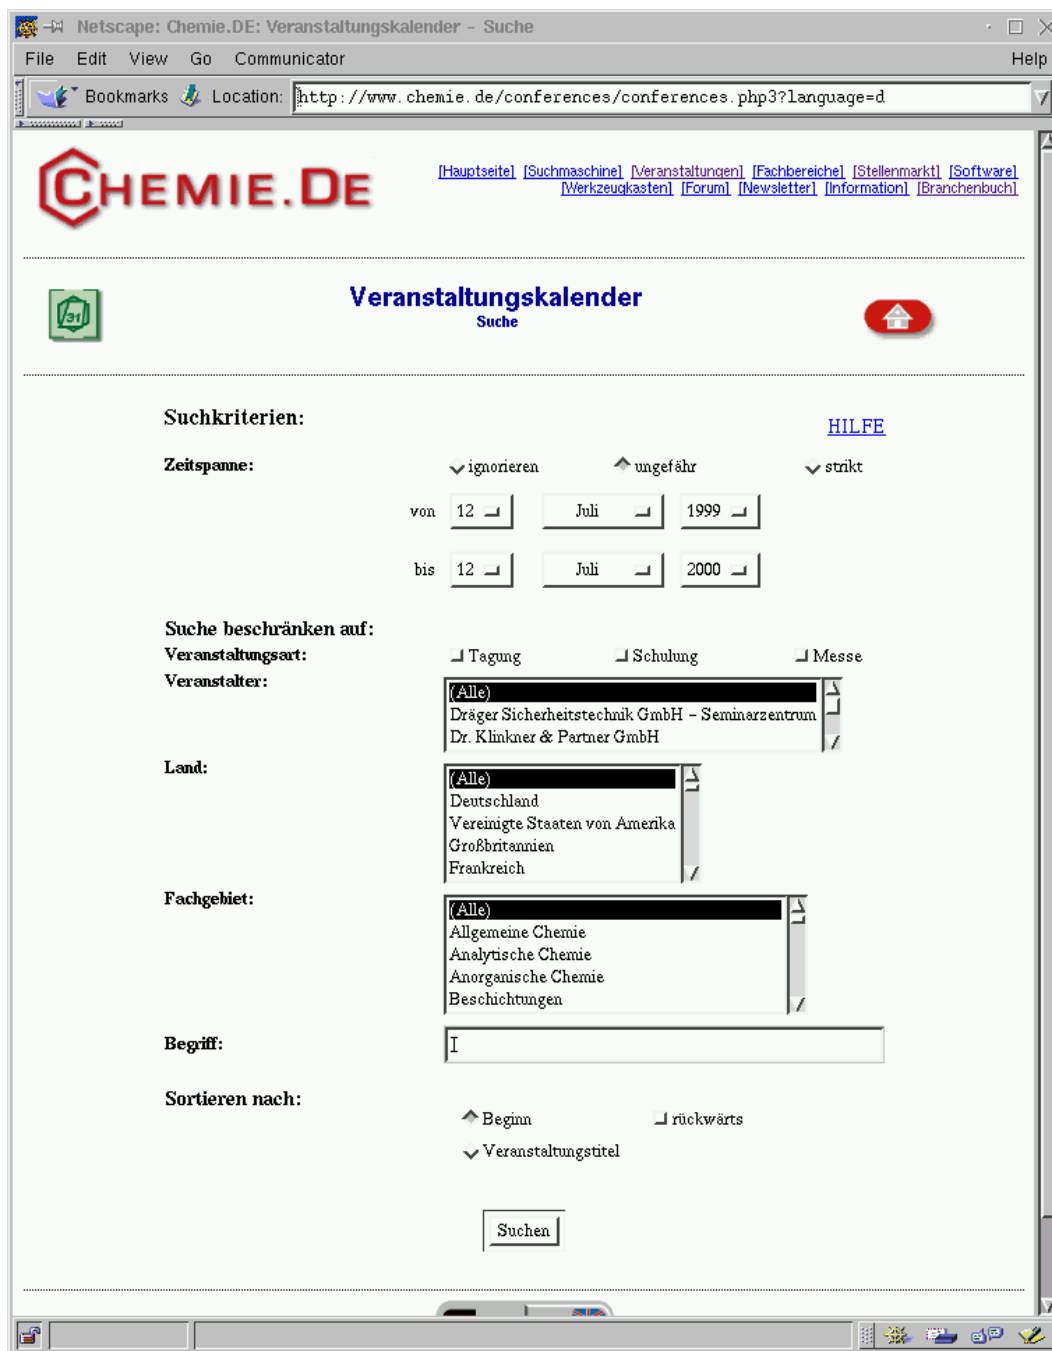 Netscape: Chemie.DE: Veranstaltungskalender - Suche
File Edit View Go Communicator Help
Bookmarks Location: http://www.chemie.de/conferences/conferences.php3?language=d
CHEMIE.DE
[Hauptseite] [Suchmaschine] [Veranstaltungen] [Fachbereiche] [Stellenmarkt] [Software]
[Werkzeugkasten] [Forum] [Newsletter] [Information] [Branchenbuch]
31
Veranstaltungskalender
Suche
Suchkriterien:
HILFE
Zeitspanne: ignorieren ungefähr strikt
von 12 Juli 1999
bis 12 Juli 2000
Suche beschränken auf:
Veranstaltungsart: Tagung Schulung Messe
Veranstalter:
(Alle)
Dräger Sicherheitstechnik GmbH - Seminarzentrum
Dr. Klinkner & Partner GmbH
Land:
(Alle)
Deutschland
Vereinigte Staaten von Amerika
Großbritannien
Frankreich
Fachgebiet:
(Alle)
Allgemeine Chemie
Analytische Chemie
Anorganische Chemie
Beschichtungen
Begriff:
Sortieren nach:
Beginn rückwärts
Veranstaltungstitel
Suchen